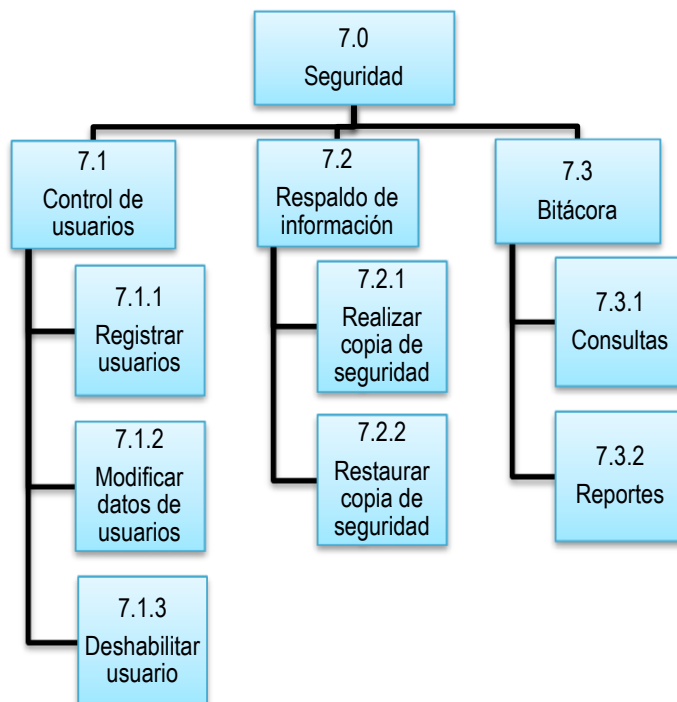 7.0
Seguridad
7.1
Control de
usuarios
7.2
Respaldo de
información
7.3
Bitácora
7.1.1
Registrar
usuarios
7.1.2
Modificar
datos de
usuarios
7.1.3
Deshabilitar
usuario
7.2.1
Realizar
copia de
seguridad
7.2.2
Restaurar
copia de
seguridad
7.3.1
Consultas
7.3.2
Reportes